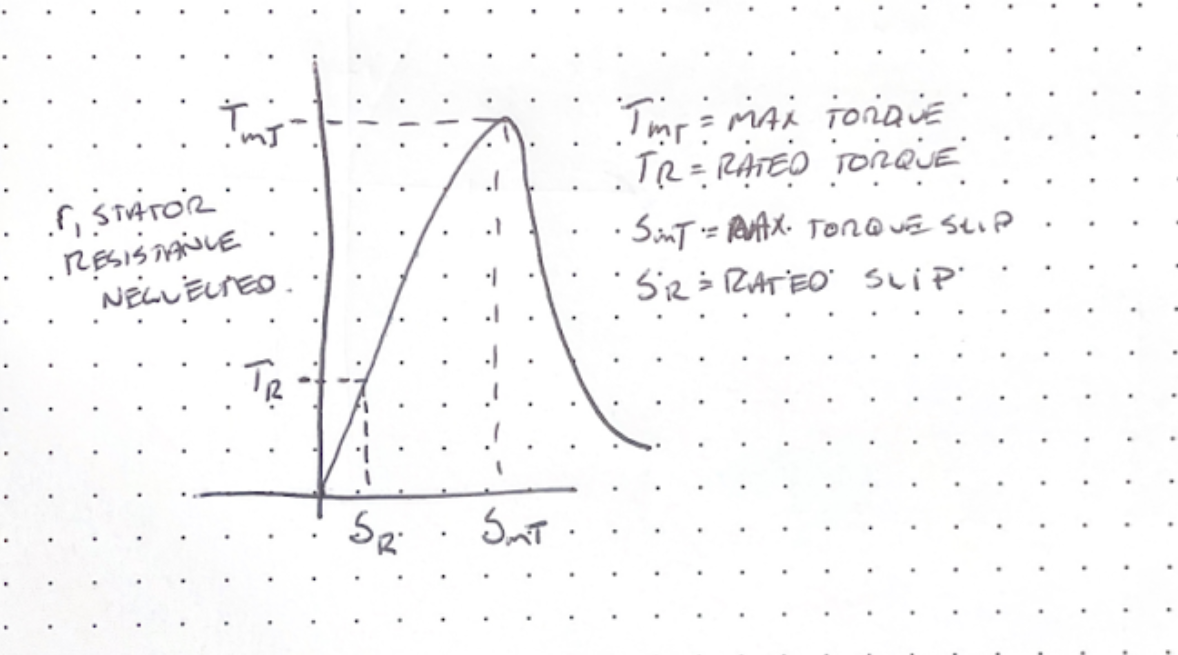 TmT
r1 STATOR
RESISTANCE
NEGLECTED.
TR
SR
SmT
TmT = MAX TORQUE
TR = RATED TORQUE
SmT = MAX TORQUE SLIP
SR = RATED SLIP